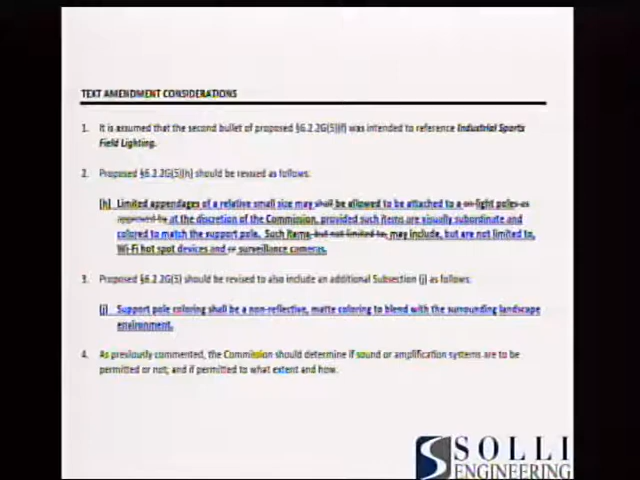 TEXT AMENDMENT CONSIDERATIONS
1. It is assumed that the second bullet of proposed §6.2.2G(5)(f) was intended to reference Industrial Sports
Field Lighting.
2. Proposed §6.2.2G(5)(h) should be revised as follows:
(h) Limited appendages of a relative small size may shall be allowed to be attached to a on light poles as
approved by at the discretion of the Commission, provided such items are visually subordinate and
colored to match the support pole. Such items but not limited to, may include, but are not limited to,
Wi-Fi hot spot devices and or surveillance cameras.
3. Proposed §6.2.2G(5) should be revised to also include an additional Subsection (j) as follows:
(j) Support pole coloring shall be a non-reflective, matte coloring to blend with the surrounding landscape
environment.
4. As previously commented, the Commission should determine if sound or amplification systems are to be
permitted or not; and if permitted to what extent and how.
SOLLI
ENGINEERING